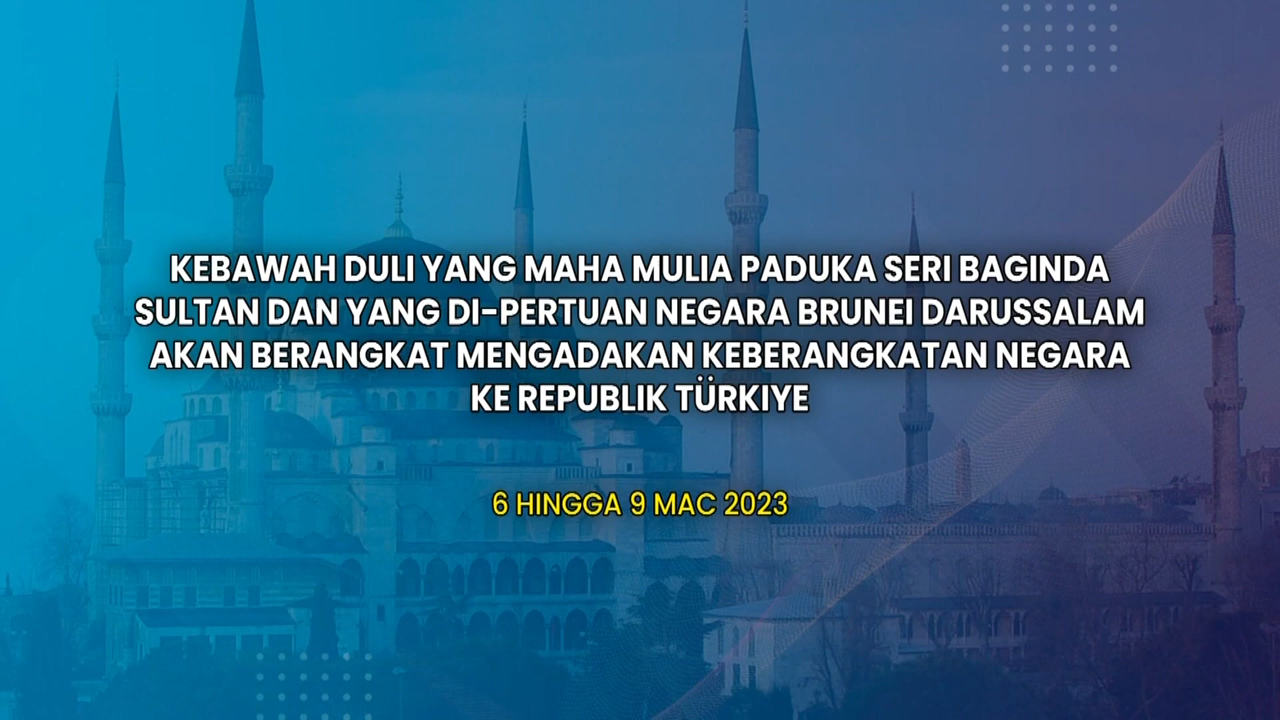 KEBAWAH DULI YANG MAHA MULIA PADUKA SERI BAGINDA
SULTAN DAN YANG DI-PERTUAN NEGARA BRUNEI DARUSSALAM
AKAN BERANGKAT MENGADAKAN KEBERANGKATAN NEGARA
KE REPUBLIK TÜRKIYE
6 HINGGA 9 MAC 2023